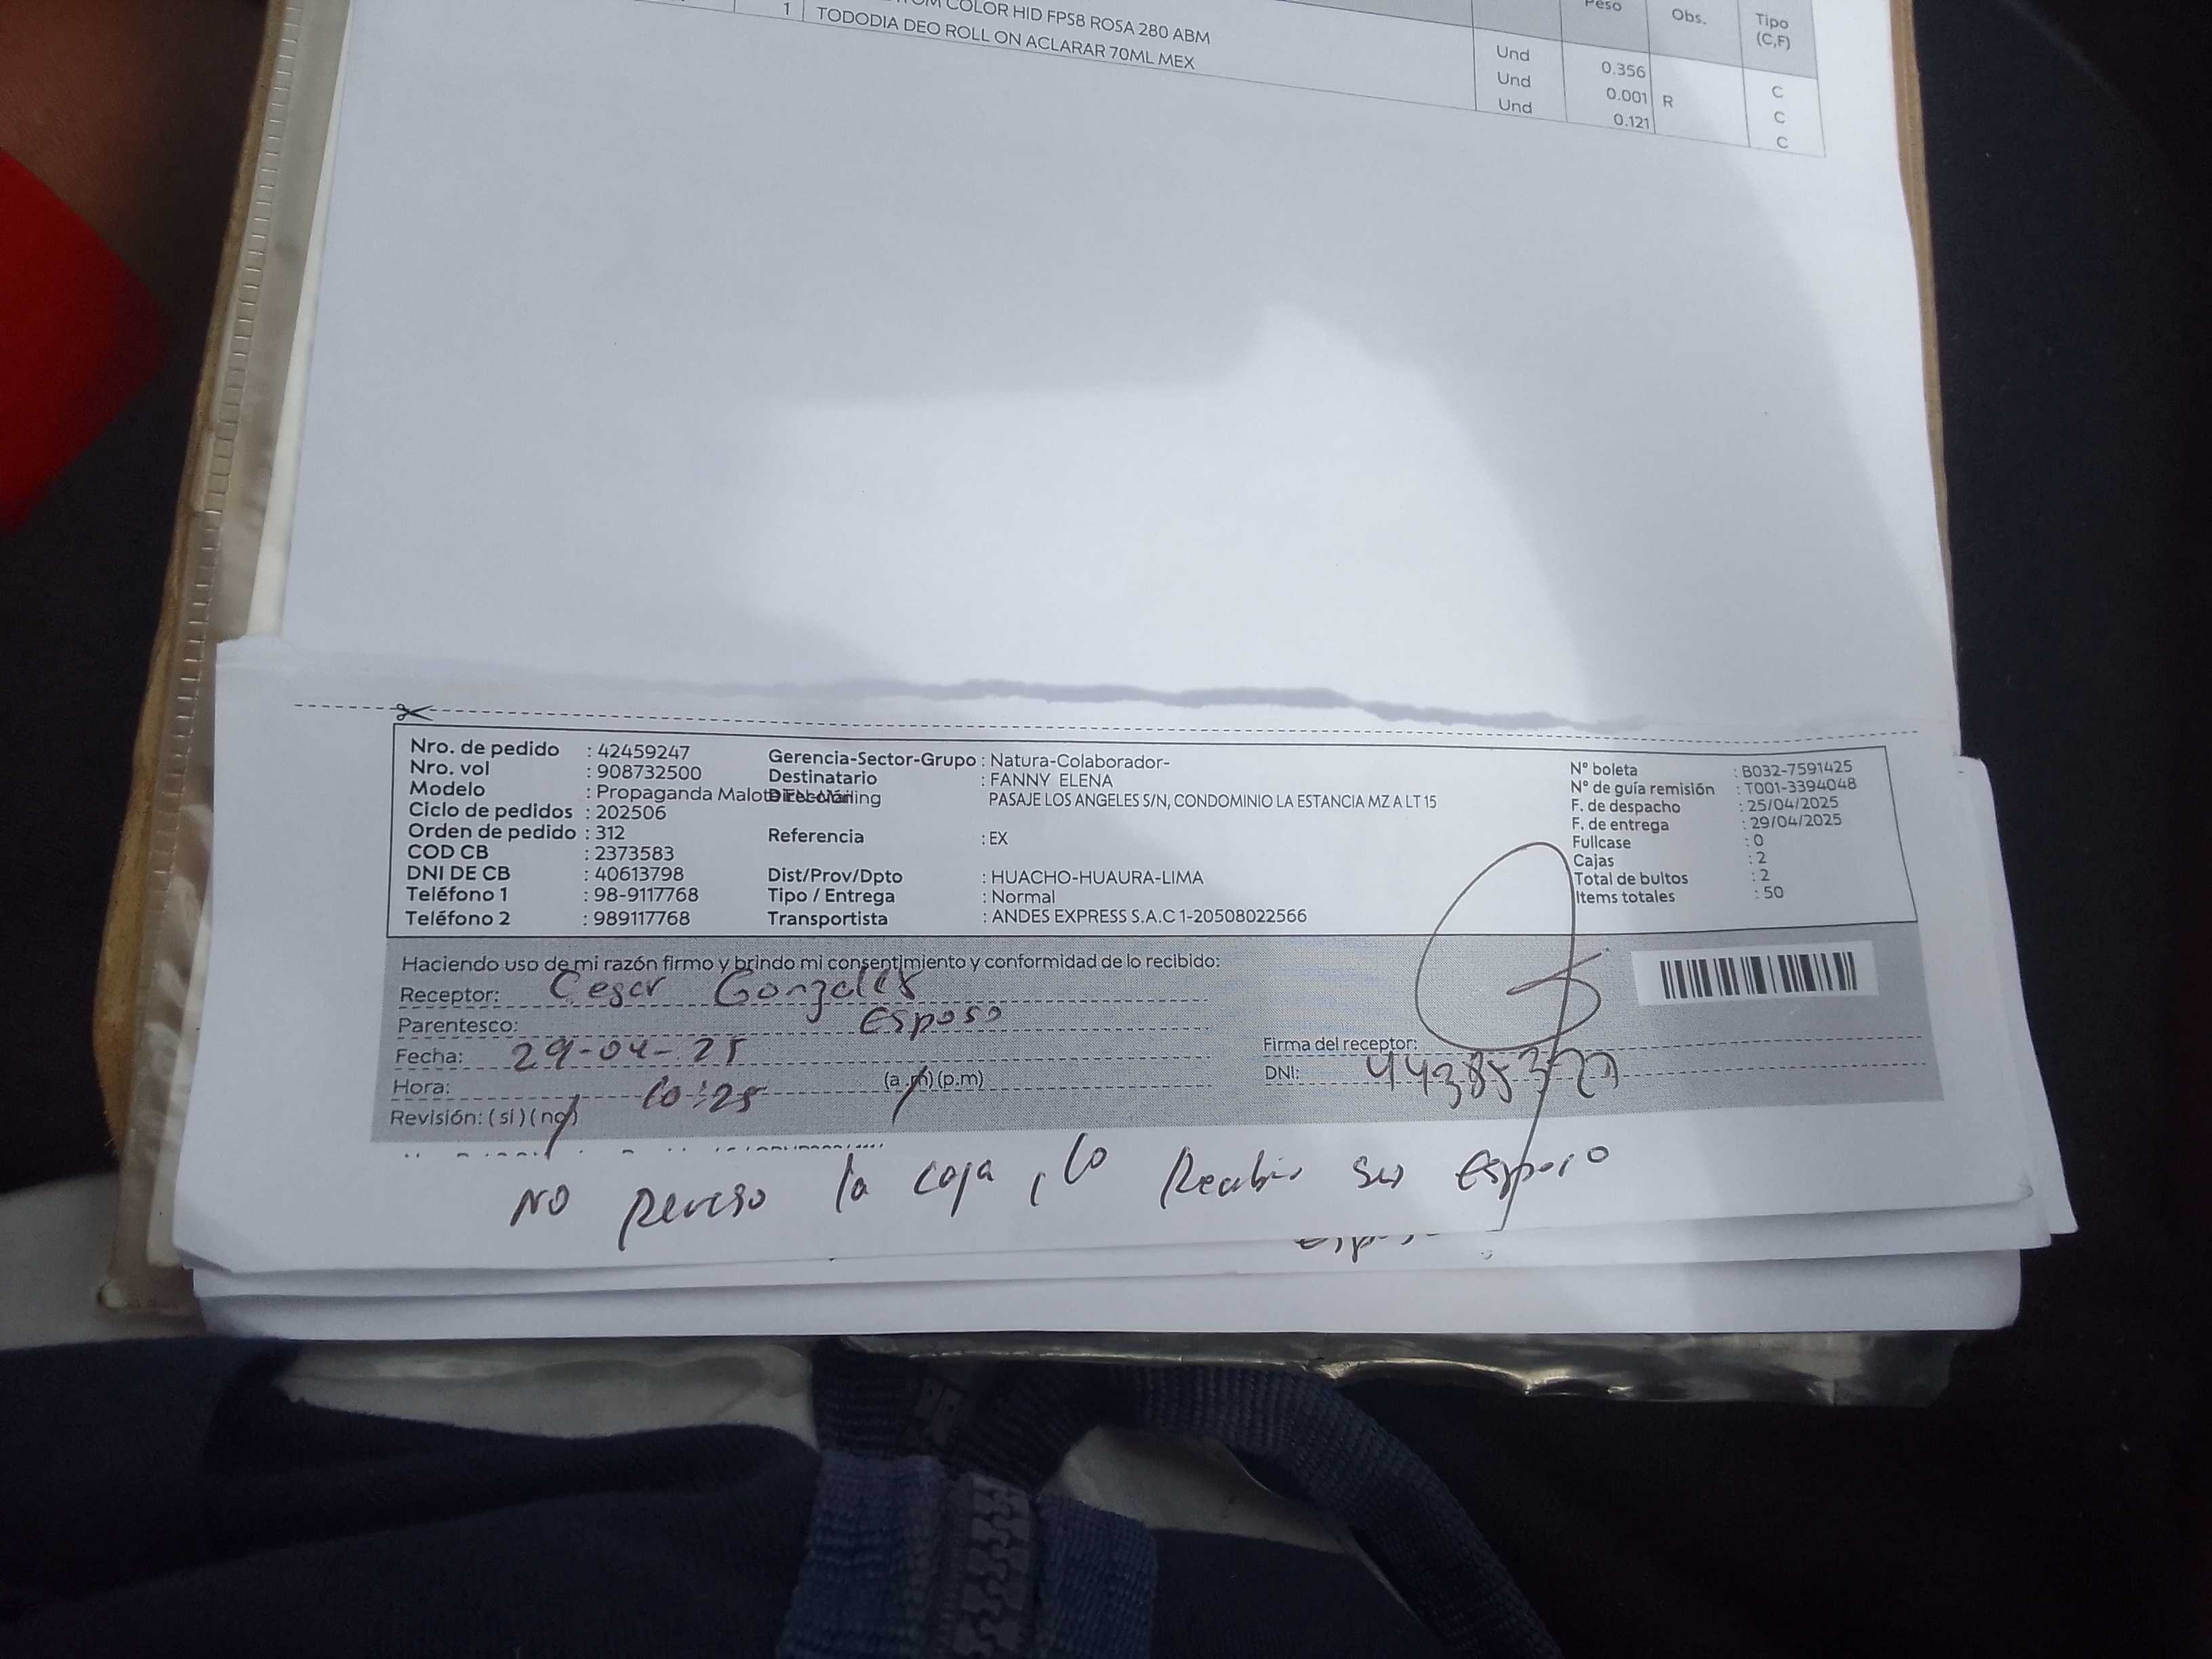 Peso Obs. Tipo (C,F)
COLOR HID FPS8 ROSA 280 ABM Und 0.356 C
1 TODODIA DEO ROLL ON ACLARAR 70ML MEX Und 0.001 R C
Und 0.121 C
Nro. de pedido : 42459247
Nro. vol : 908732500
Modelo : Propaganda Malote Full Mailing
Ciclo de pedidos : 202506
Orden de pedido : 312
COD CB : 2373583
DNI DE CB : 40613798
Teléfono 1 : 98-9117768
Teléfono 2 : 989117768
Gerencia-Sector-Grupo : Natura-Colaborador-
Destinatario : FANNY ELENA
Dirección PASAJE LOS ANGELES S/N, CONDOMINIO LA ESTANCIA MZ A LT 15
Referencia : EX
Dist/Prov/Dpto : HUACHO-HUAURA-LIMA
Tipo / Entrega : Normal
Transportista : ANDES EXPRESS S.A.C 1-20508022566
N° boleta : B032-7591425
N° de guía remisión : T001-3394048
F. de despacho : 25/04/2025
F. de entrega : 29/04/2025
Fullcase : 0
Cajas : 2
Total de bultos : 2
Items totales : 50
Haciendo uso de mi razón firmo y brindo mi consentimiento y conformidad de lo recibido:
Receptor: Cesar Gonzales
Parentesco: Esposo
Fecha: 29-04-25
Hora: 10:25 (a.m) (p.m)
Revisión: ( si ) ( no )
Firma del receptor:
DNI: 44385377
NO Reviso la caja, lo Recibio su esposo